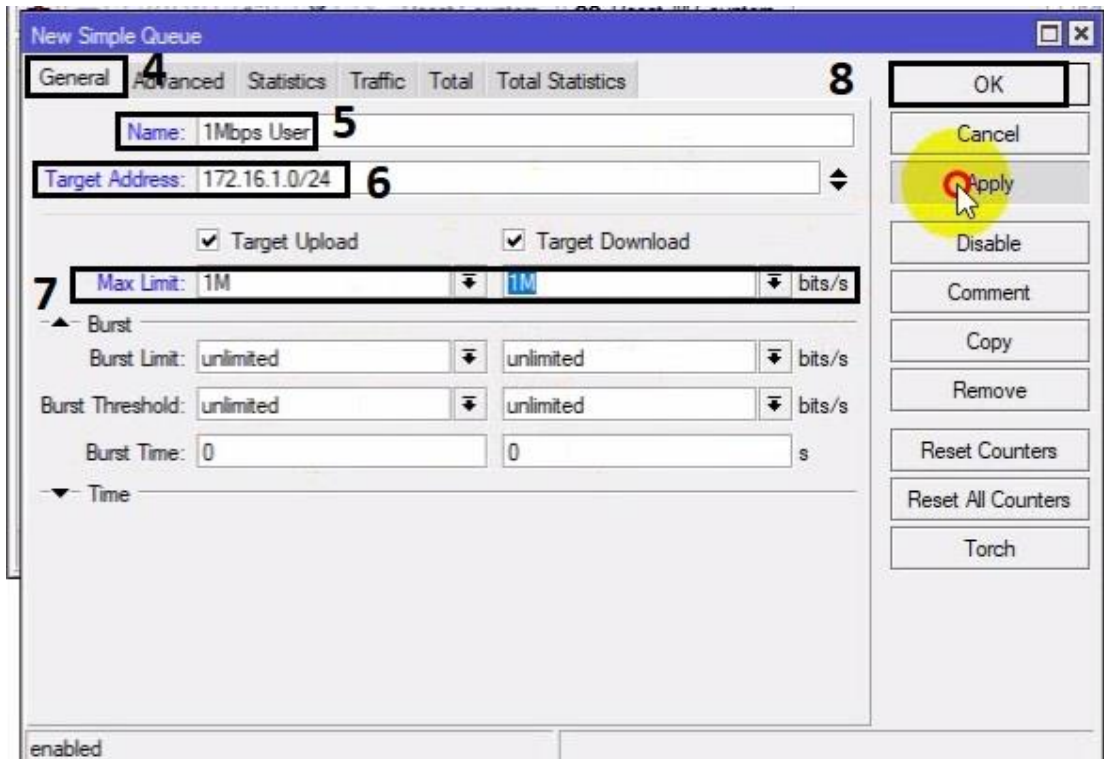 New Simple Queue
General 4 Advanced Statistics Traffic Total Total Statistics 8 OK
Name: 1Mbps User 5 Cancel
Target Address: 172.16.1.0/24 6 Apply
Target Upload Target Download Disable
7 Max Limit: 1M 1M bits/s Comment
Burst
Burst Limit: unlimited unlimited bits/s Copy
Burst Threshold: unlimited unlimited bits/s Remove
Burst Time: 0 0 s Reset Counters
Time Reset All Counters
Torch
enabled